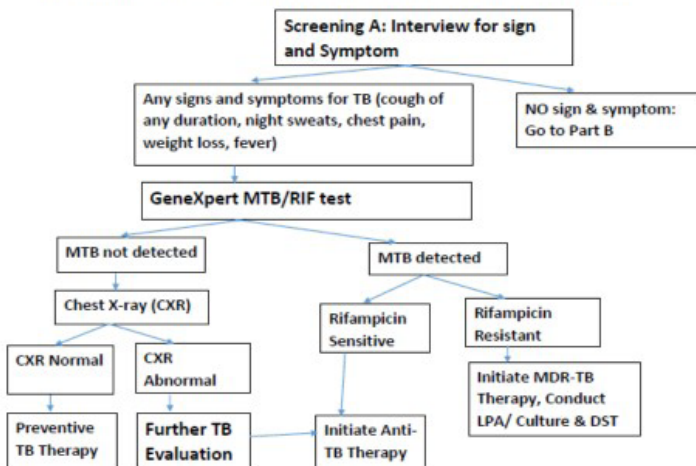 Screening A: Interview for sign
and Symptom
Any signs and symptoms for TB (cough of
any duration, night sweats, chest pain,
weight loss, fever)
NO sign & symptom:
Go to Part B
GeneXpert MTB/RIF test
MTB not detected
MTB detected
Chest X-ray (CXR)
Rifampicin
Sensitive
Rifampicin
Resistant
CXR Normal
CXR
Abnormal
Initiate MDR-TB
Therapy, Conduct
LPA/ Culture & DST
Preventive
TB Therapy
Further TB
Evaluation
Initiate Anti-
TB Therapy